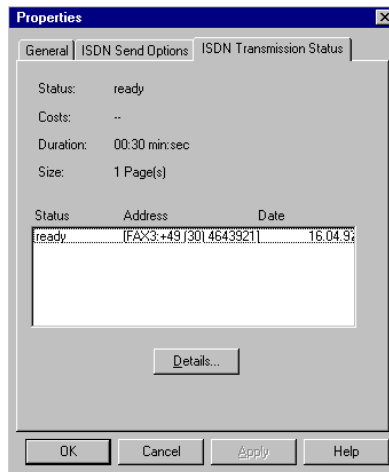 Properties
General ISDN Send Options ISDN Transmission Status
Status: ready
Costs: --
Duration: 00:30 min:sec
Size: 1 Page(s)
Status Address Date
ready [FAX3:+49 (30) 4643921] 16.04.97
Details...
OK Cancel Apply Help